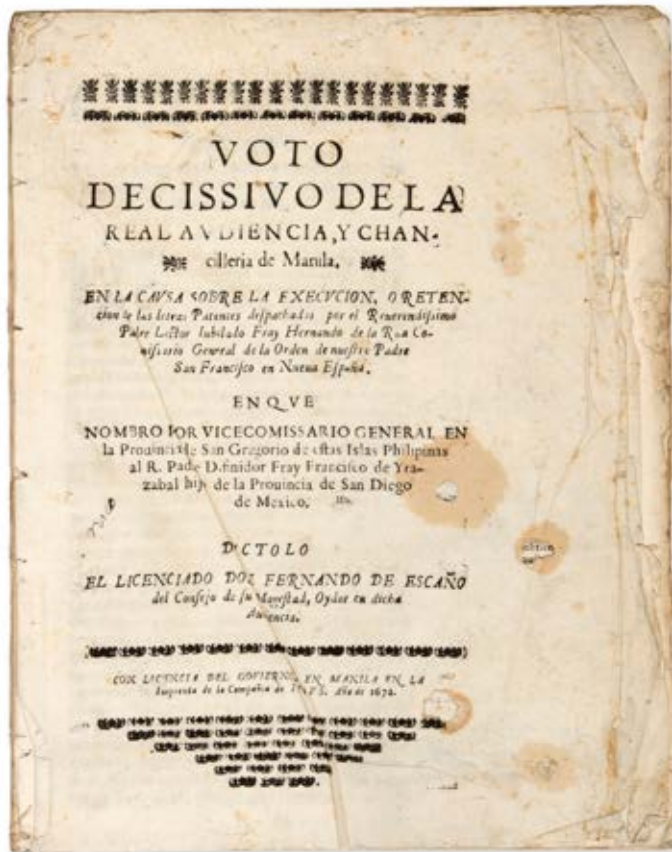 VOTO
DECISSIVO DE LA
REAL AVDIENCIA, Y CHAN-
cilleria de Manila.
EN LA CAVSA SOBRE LA EXECVCION, O RETEN-
cion de las letras Patentes despachadas por el Reuerendissimo
Padre Lector Iubilado Fray Hernando de la Rua Co-
missario General de la Orden de nuestro Padre
San Francisco en Nueua España.
EN QVE
NOMBRO POR VICECOMISSARIO GENERAL EN
la Prouincia de San Gregorio de estas Islas Philipinas
al R. Padre Difinidor Fray Francisco de Yra-
zabal hijo de la Prouincia de San Diego
de Mexico.
DICTOLO
EL LICENCIADO DON FERNANDO DE ESCAÑO
del Consejo de su Magestad, Oydor en dicha
Audiencia.
CON LICENCIA DEL GOVIERNO, EN MANILA EN LA
Imprenta de la Compañia de IESVS. Año de 1672.